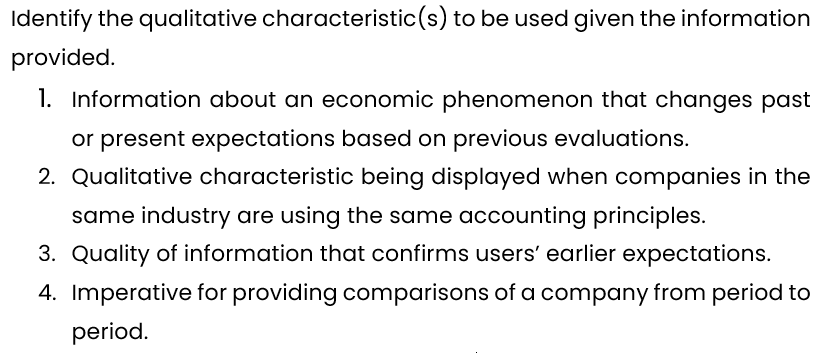 Identify the qualitative characteristic(s) to be used given the information
provided.
1. Information about an economic phenomenon that changes past
or present expectations based on previous evaluations.
2. Qualitative characteristic being displayed when companies in the
same industry are using the same accounting principles.
3. Quality of information that confirms users’ earlier expectations.
4. Imperative for providing comparisons of a company from period to
period.